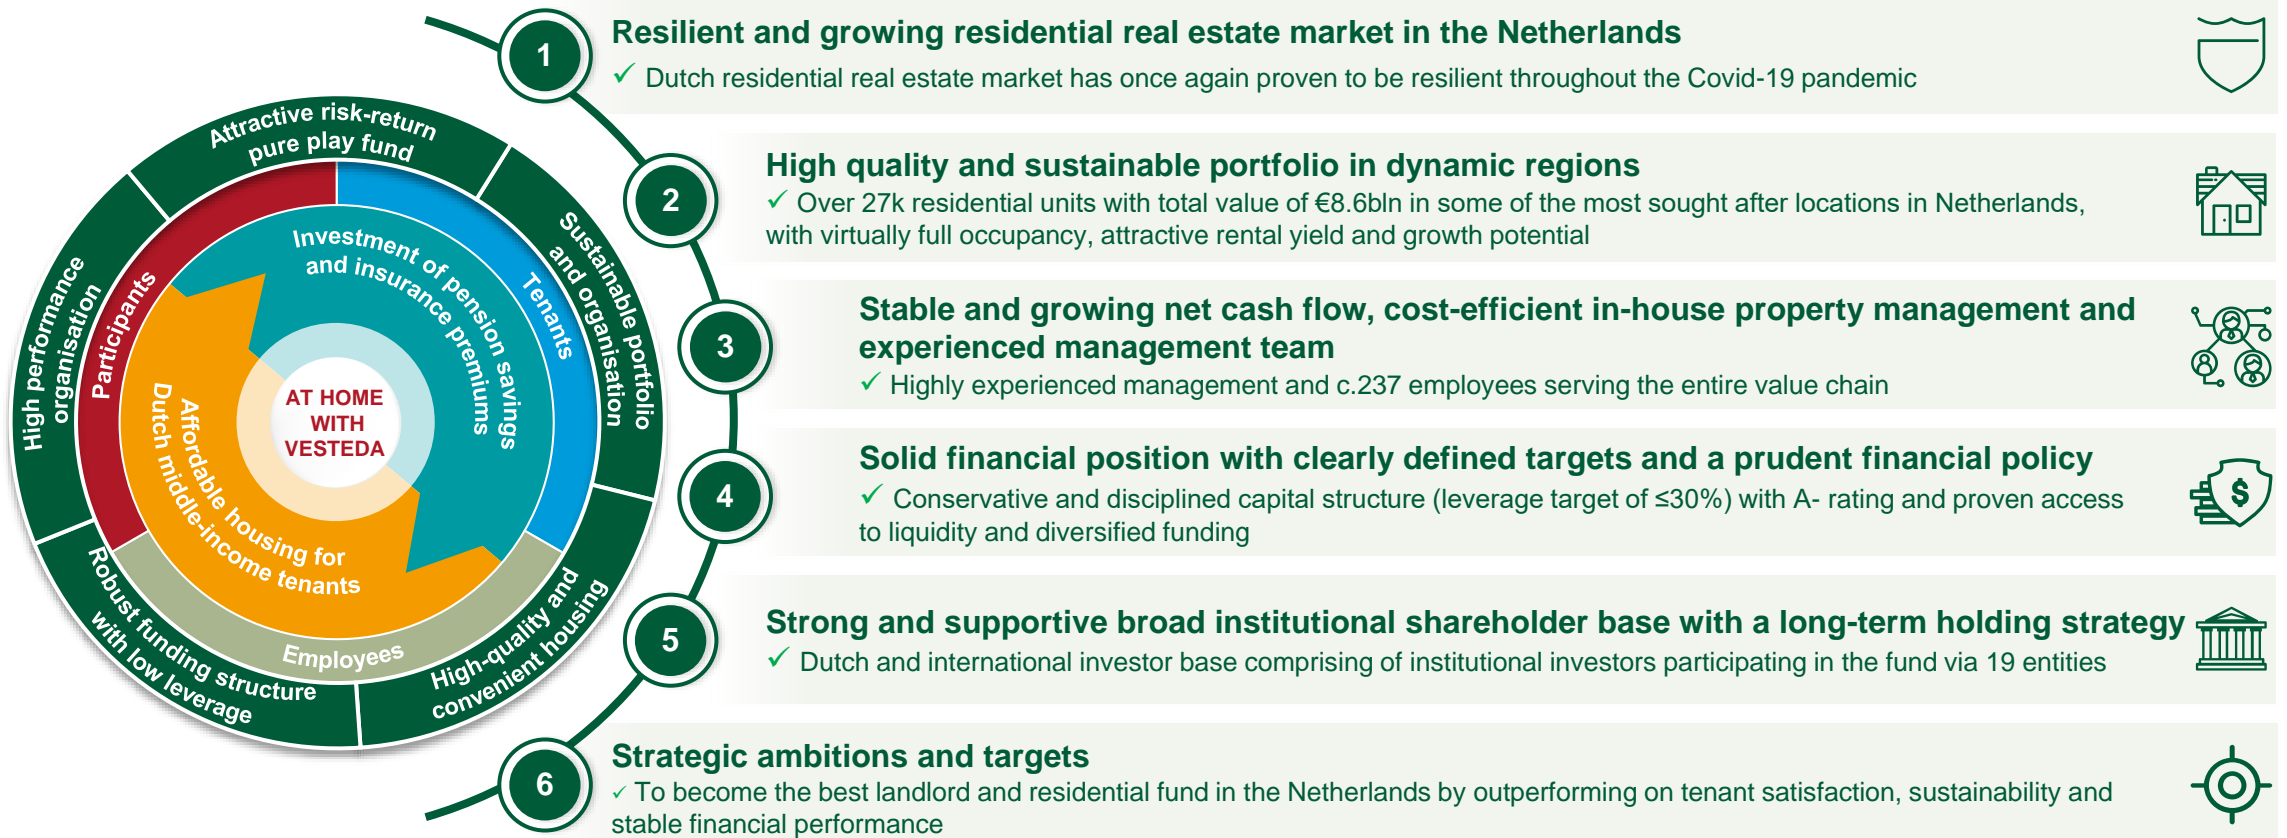 Attractive risk-return
pure play fund
Sustainable portfolio
and organisation
High-quality and
convenient housing
Robust funding structure
with low leverage
High performance
organisation
Participants
Tenants
Employees
Investment of pension savings
and insurance premiums
Affordable housing for
Dutch middle-income tenants
AT HOME
WITH
VESTEDA
1
Resilient and growing residential real estate market in the Netherlands
✓ Dutch residential real estate market has once again proven to be resilient throughout the Covid-19 pandemic
2
High quality and sustainable portfolio in dynamic regions
✓ Over 27k residential units with total value of €8.6bln in some of the most sought after locations in Netherlands,
with virtually full occupancy, attractive rental yield and growth potential
3
Stable and growing net cash flow, cost-efficient in-house property management and
experienced management team
✓ Highly experienced management and c.237 employees serving the entire value chain
4
Solid financial position with clearly defined targets and a prudent financial policy
✓ Conservative and disciplined capital structure (leverage target of ≤30%) with A- rating and proven access
to liquidity and diversified funding
$
5
Strong and supportive broad institutional shareholder base with a long-term holding strategy
✓ Dutch and international investor base comprising of institutional investors participating in the fund via 19 entities
6
Strategic ambitions and targets
✓ To become the best landlord and residential fund in the Netherlands by outperforming on tenant satisfaction, sustainability and
stable financial performance